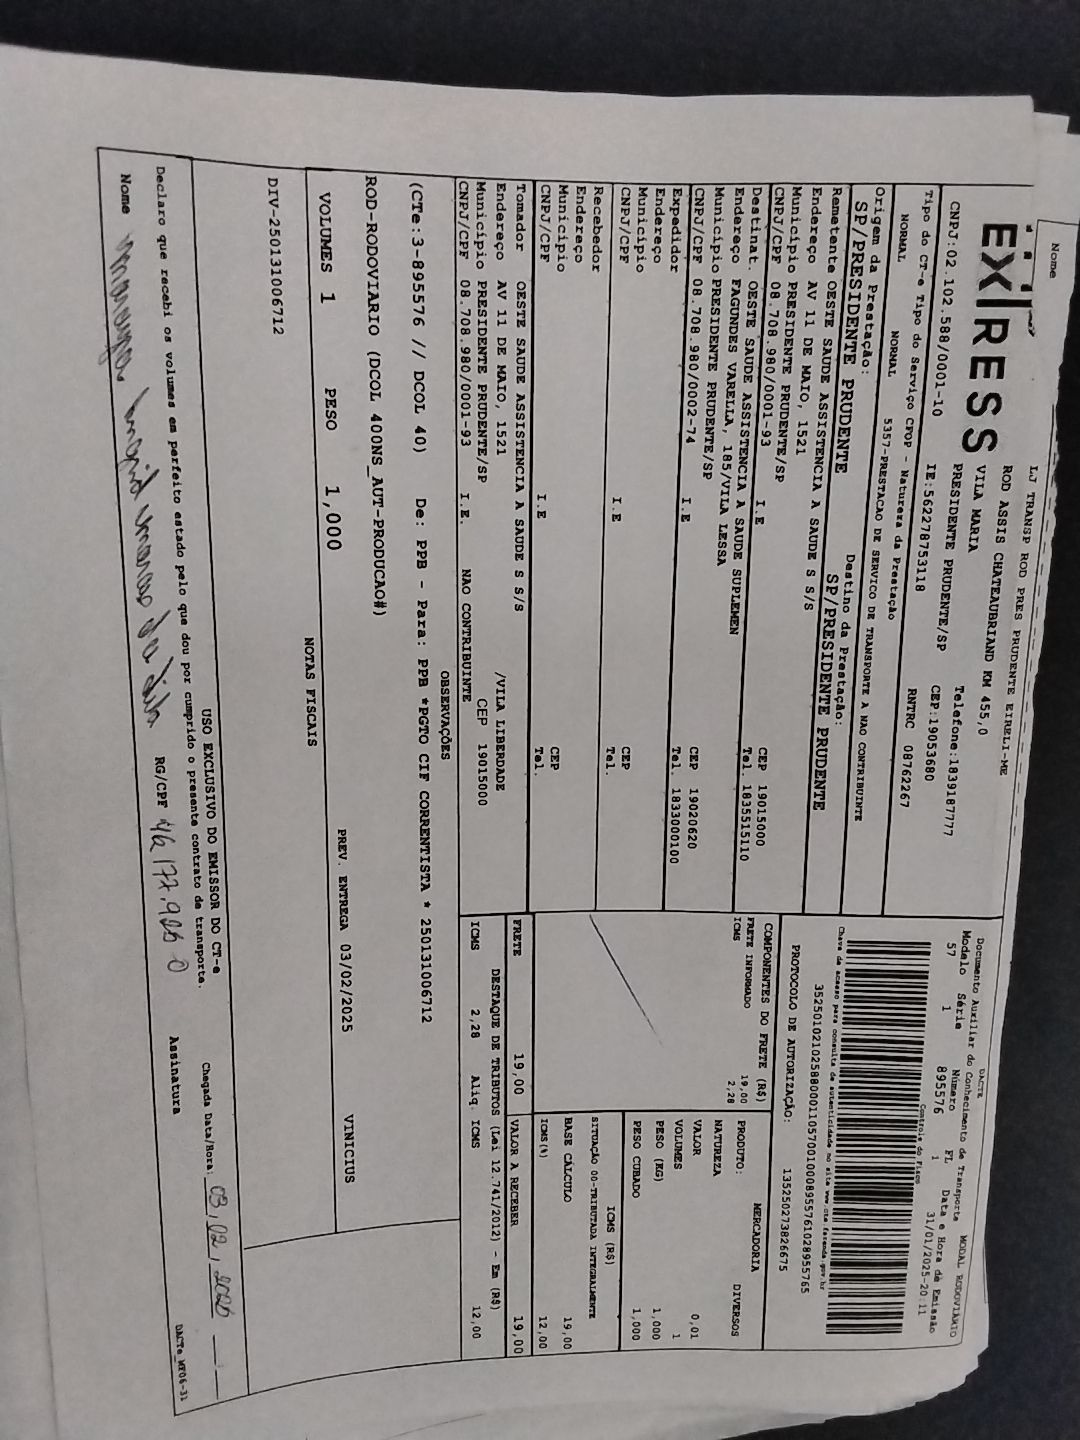 Nome
EX RESS
LJ TRANSP ROD PRES PRUDENTE EIRELI-ME
ROD ASSIS CHATEAUBRIAND KM 455,0
VILA MARIA
PRESIDENTE PRUDENTE/SP Telefone:1839187777
CNPJ:02.102.588/0001-10 IE:562278753118 CEP:19053680
Tipo do CT-e Tipo do Serviço CFOP - Natureza da Prestação RNTRC 08762267
NORMAL NORMAL 5357-PRESTACAO DE SERVICO DE TRANSPORTE A NAO CONTRIBUINTE
Origem da Prestação: Destino da Prestação:
SP/PRESIDENTE PRUDENTE SP/PRESIDENTE PRUDENTE
Remetente OESTE SAUDE ASSISTENCIA A SAUDE S S/S
Endereço AV 11 DE MAIO, 1521
Município PRESIDENTE PRUDENTE/SP CEP 19015000
CNPJ/CPF 08.708.980/0001-93 I.E Tel. 1835515110
Destinat. OESTE SAUDE ASSISTENCIA A SAUDE SUPLEMEN
Endereço FAGUNDES VARELLA, 185/VILA LESSA
Município PRESIDENTE PRUDENTE/SP CEP 19020620
CNPJ/CPF 08.708.980/0002-74 I.E Tel. 1833000100
Expedidor
Endereço
Município CEP
CNPJ/CPF I.E Tel.
Recebedor
Endereço
Município CEP
CNPJ/CPF I.E Tel.
Tomador OESTE SAUDE ASSISTENCIA A SAUDE S S/S
Endereço AV 11 DE MAIO, 1521 /VILA LIBERDADE
Município PRESIDENTE PRUDENTE/SP CEP 19015000
CNPJ/CPF 08.708.980/0001-93 I.E. NAO CONTRIBUINTE
DACTE
Documento Auxiliar do Conhecimento de Transporte MODAL RODOVIÁRIO
Modelo Série Número FL Data e Hora de Emissão
57 1 895576 1 31/01/2025-20:11
Controle do Fisco
Chave de acesso para consulta de autenticidade no site www.cte.fazenda.gov.br
35250102102588000110570010008955761028955765
PROTOCOLO DE AUTORIZAÇÃO: 135250273826675
COMPONENTES DO FRETE (R$)
FRETE INFORMADO 19,00
ICMS 2,28
PRODUTO: MERCADORIA
NATUREZA DIVERSOS
VALOR 0,01
VOLUMES 1
PESO (KG) 1,000
PESO CUBADO 1,000
ICMS (R$)
SITUAÇÃO 00-TRIBUTADA INTEGRALMENTE
BASE CÁLCULO 19,00
ICMS(%) 12,00
FRETE 19,00 VALOR A RECEBER 19,00
DESTAQUE DE TRIBUTOS (Lei 12.741/2012) - Em (R$)
ICMS 2,28 Aliq. ICMS 12,00
OBSERVAÇÕES
(CTe:3-895576 // DCOL 40) De: PPB - Para: PPB *PGTO CIF CORRENTISTA * 250131006712
ROD-RODOVIARIO (DCOL 400NS_AUT-PRODUCAO#)
VOLUMES 1 PESO 1,000 PREV. ENTREGA 03/02/2025 VINICIUS
NOTAS FISCAIS
DIV-250131006712
USO EXCLUSIVO DO EMISSOR DO CT-e
Declaro que recebi os volumes em perfeito estado pelo que dou por cumprido o presente contrato de transporte. Chegada Data/Hora: 03,02,
Nome da RG/CPF Assinatura
DACTe_MF06-31